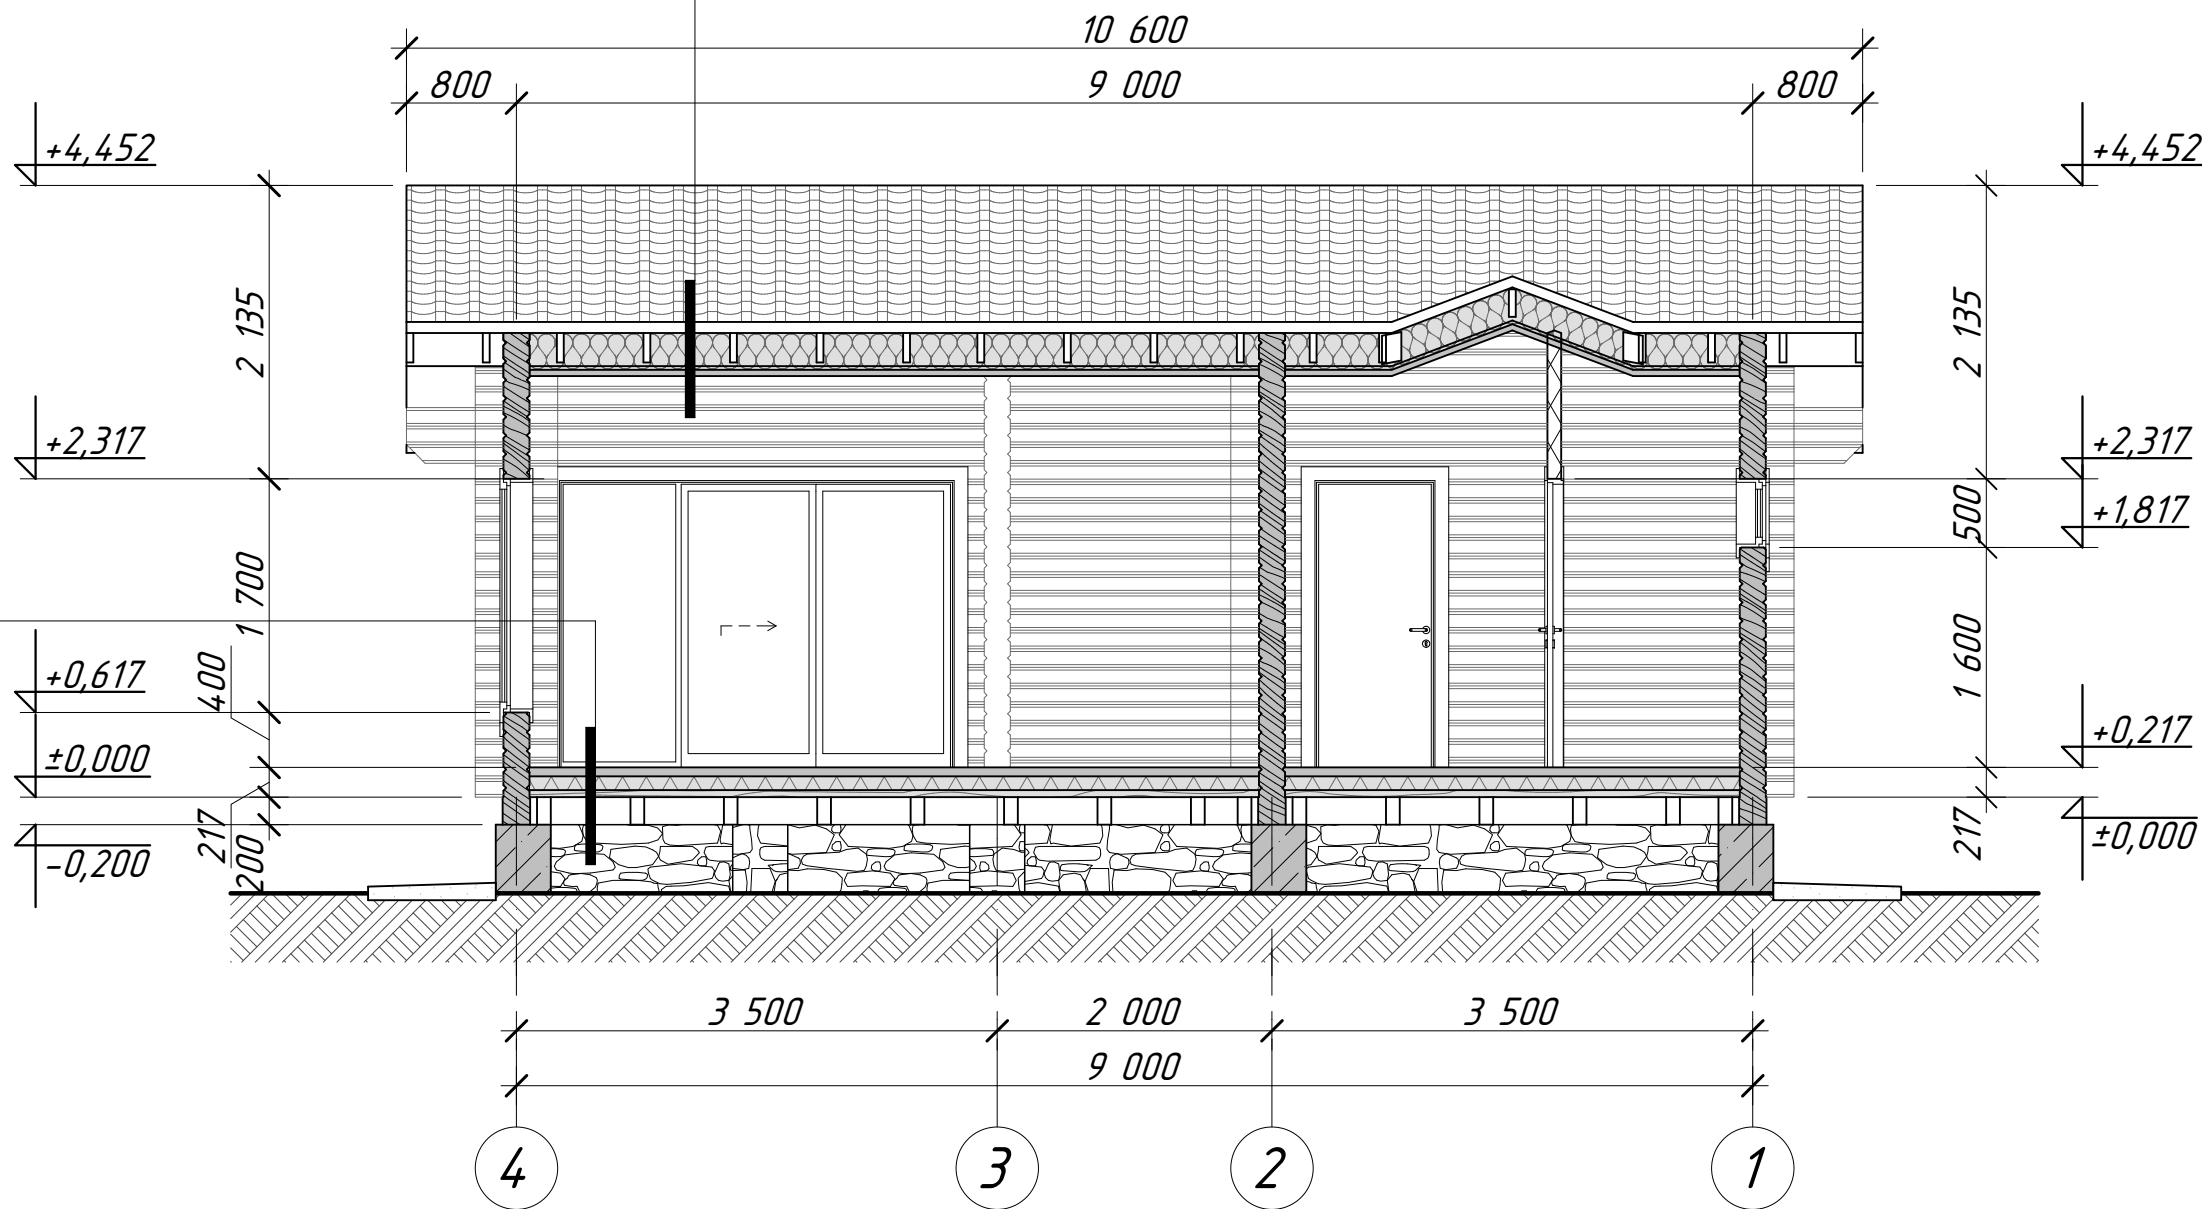 10 600
800 9 000 800
+4,452 +4,452
2 135 2 135
+2,317 +2,317
500 +1,817
1 700 1 600
+0,617 400 +0,217
±0,000 ±0,000
217 217
-0,200 200
3 500 2 000 3 500
9 000
4 3 2 1